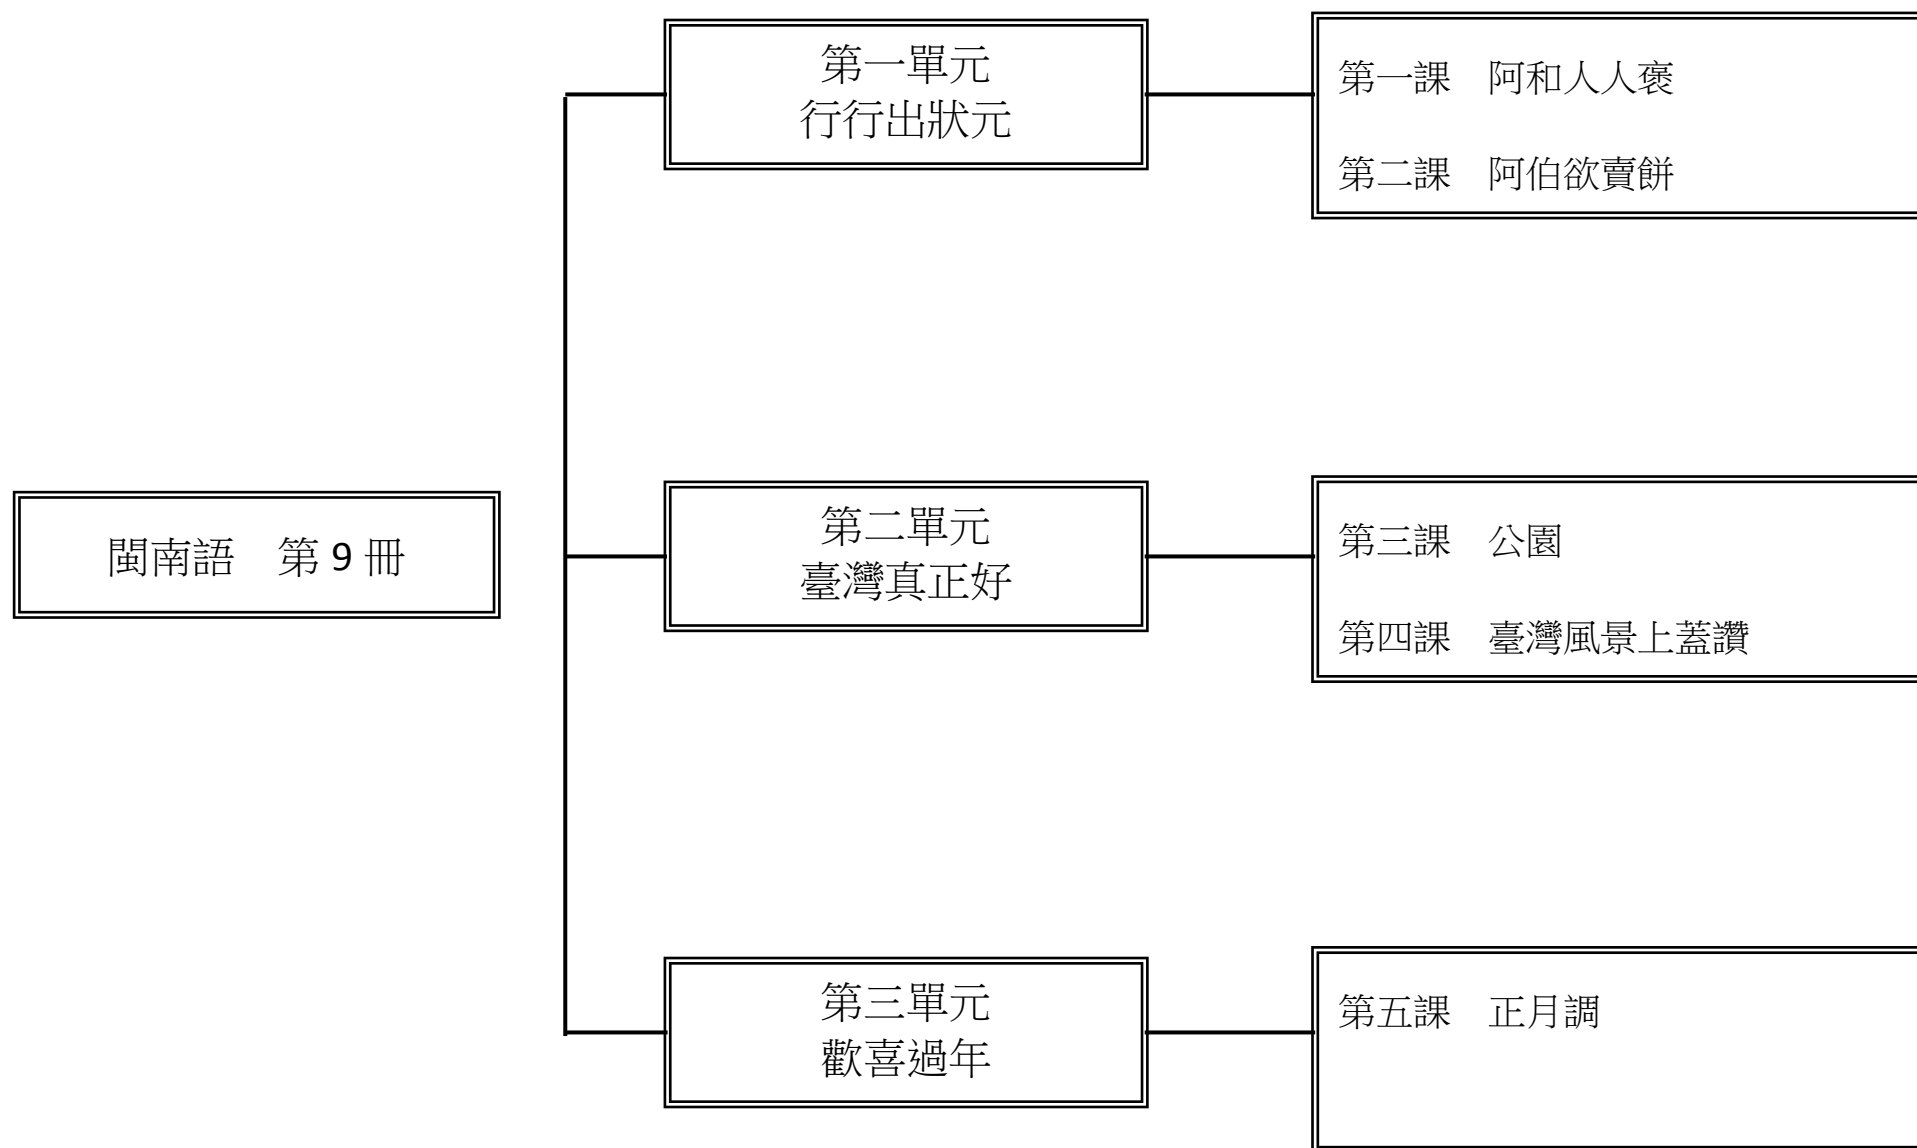 閩南語　第 9 冊
第一單元
行行出狀元
第一課　阿和人人褒
第二課　阿伯欲賣餅
第二單元
臺灣真正好
第三課　公園
第四課　臺灣風景上蓋讚
第三單元
歡喜過年
第五課　正月調